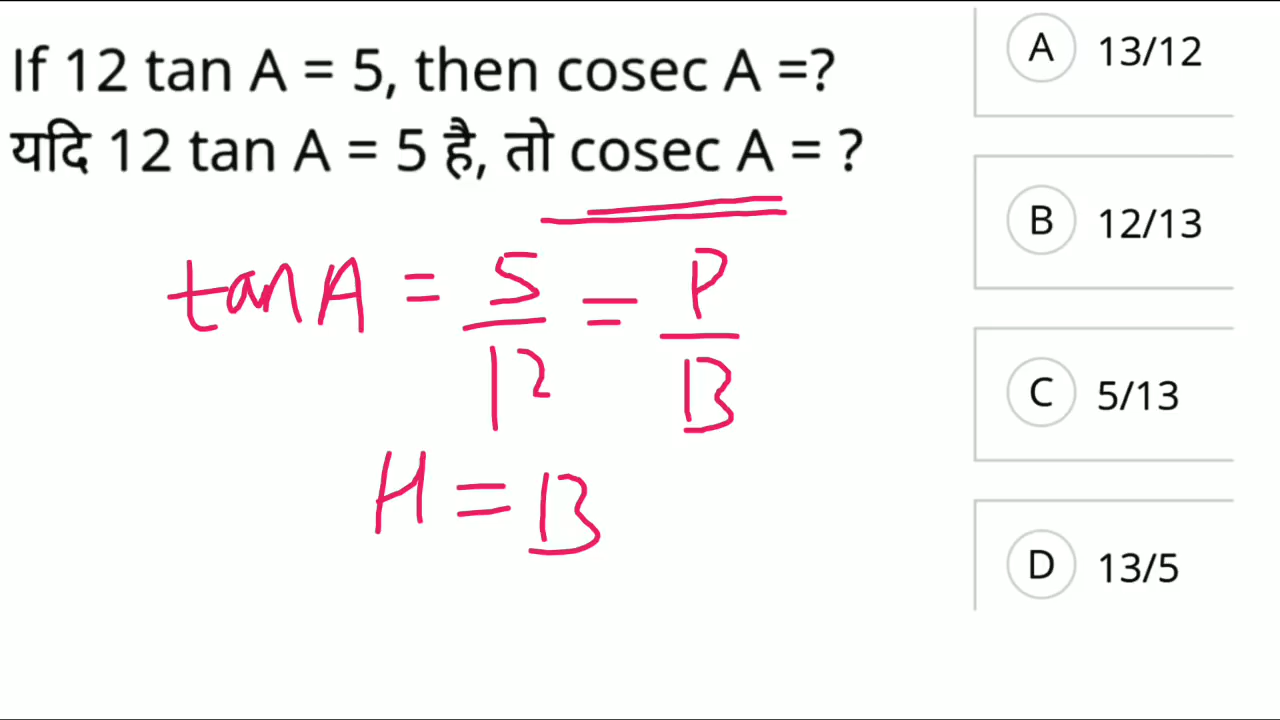 If 12 tan A = 5, then cosec A =?
यदि 12 tan A = 5 है, तो cosec A = ?
tan A = 5/12 = P/B
H = 13
A 13/12
B 12/13
C 5/13
D 13/5